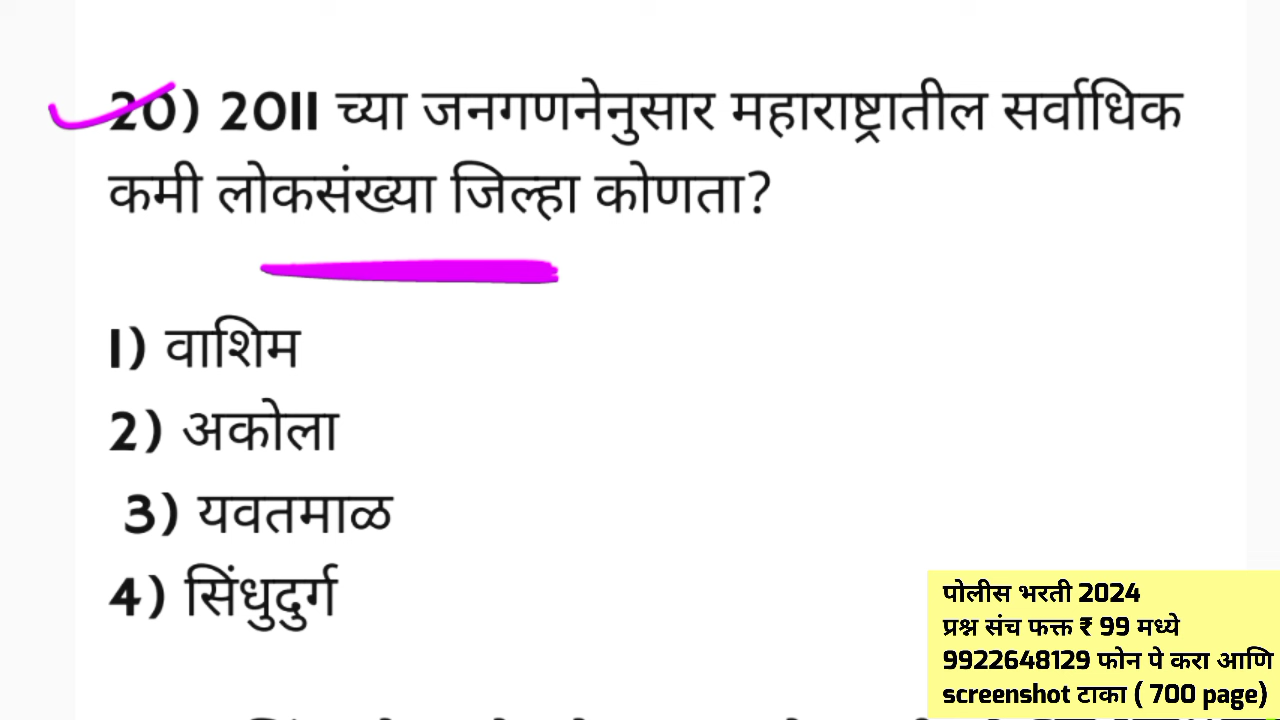 20) 2011 च्या जनगणनेनुसार महाराष्ट्रातील सर्वाधिक
कमी लोकसंख्या जिल्हा कोणता?
1) वाशिम
2) अकोला
3) यवतमाळ
4) सिंधुदुर्ग
पोलीस भरती 2024
प्रश्न संच फक्त ₹ 99 मध्ये
9922648129 फोन पे करा आणि
screenshot टाका ( 700 page)